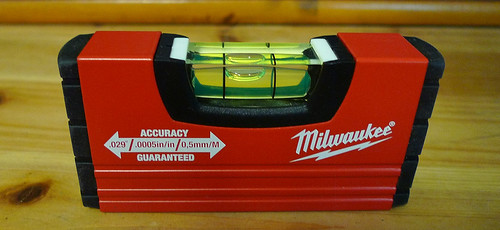 ACCURACY
.029°/.0005in/in/0,5mm/M
GUARANTEED
Milwaukee®